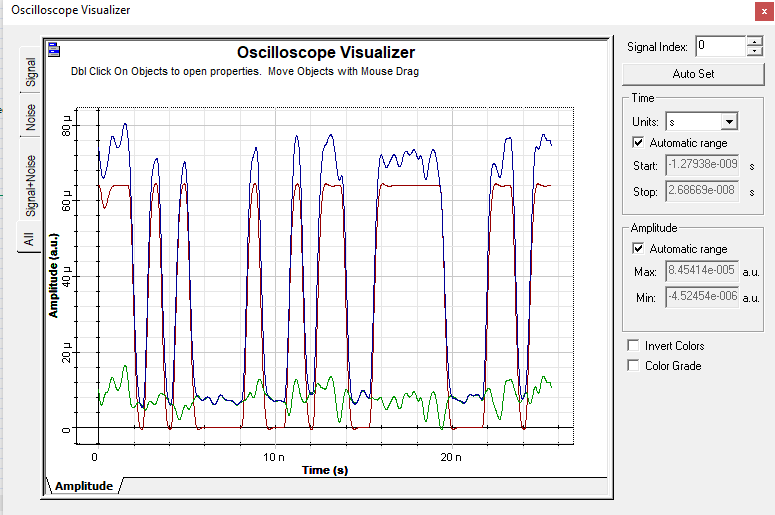 Oscilloscope Visualizer
x
Signal
Noise
Signal+Noise
All
Oscilloscope Visualizer
Dbl Click On Objects to open properties.  Move Objects with Mouse Drag
Amplitude (a.u.)
80 µ
60 µ
40 µ
20 µ
0
0
10 n
20 n
Time (s)
Amplitude
Signal Index: 0
Auto Set
Time
Units: s
Automatic range
Start: -1.27938e-009 s
Stop: 2.68669e-008 s
Amplitude
Automatic range
Max: 8.45414e-005 a.u.
Min: -4.52454e-006 a.u.
Invert Colors
Color Grade